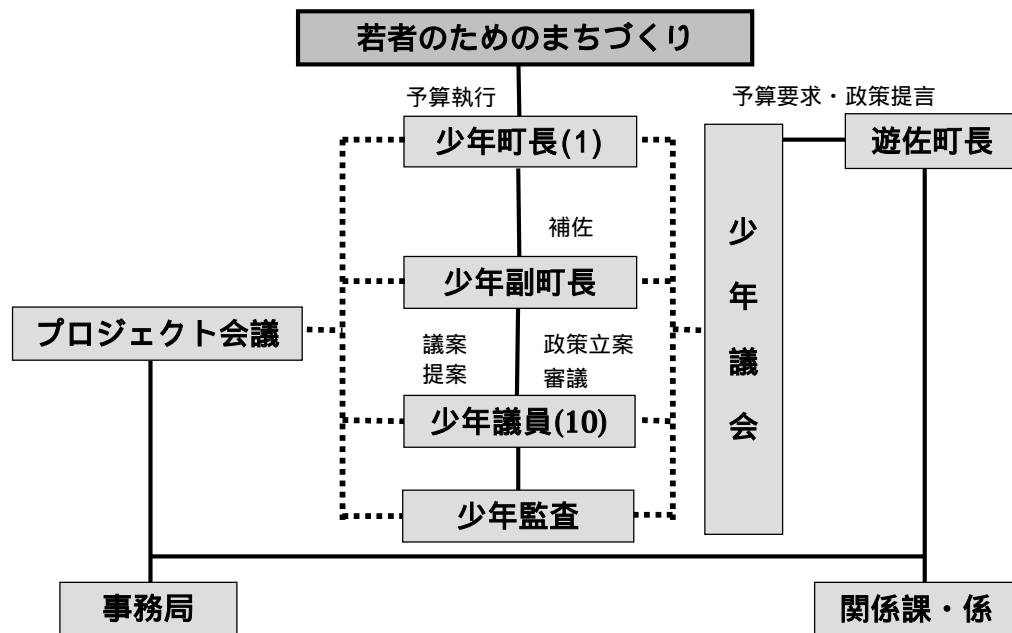 若者のためのまちづくり
予算執行
予算要求・政策提言
少年町長(1)
遊佐町長
補佐
少年議会
少年副町長
プロジェクト会議
議案
提案
政策立案
審議
少年議員(10)
少年監査
事務局
関係課・係